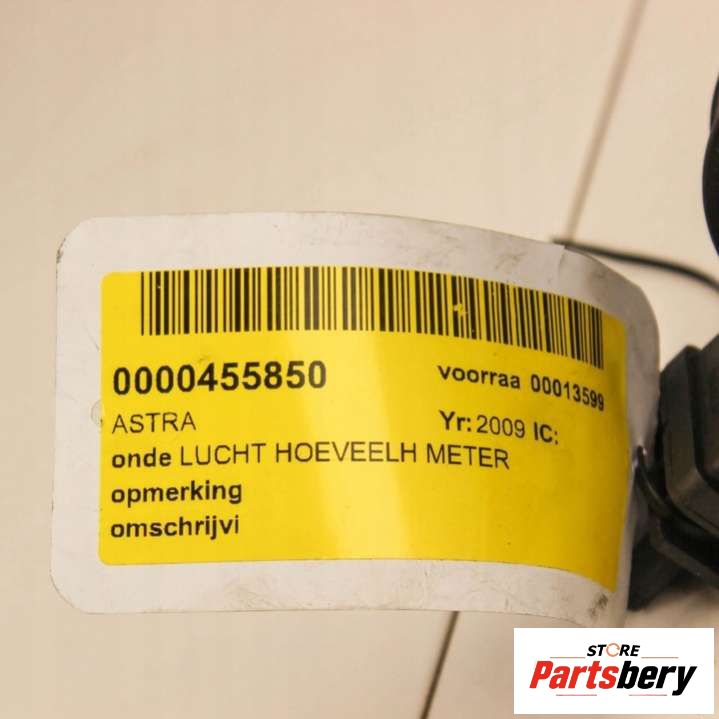 0000455850 voorraa 00013599
ASTRA Yr: 2009 IC:
onde LUCHT HOEVEELH METER
opmerking
omschrijvi
STORE
Partsbery